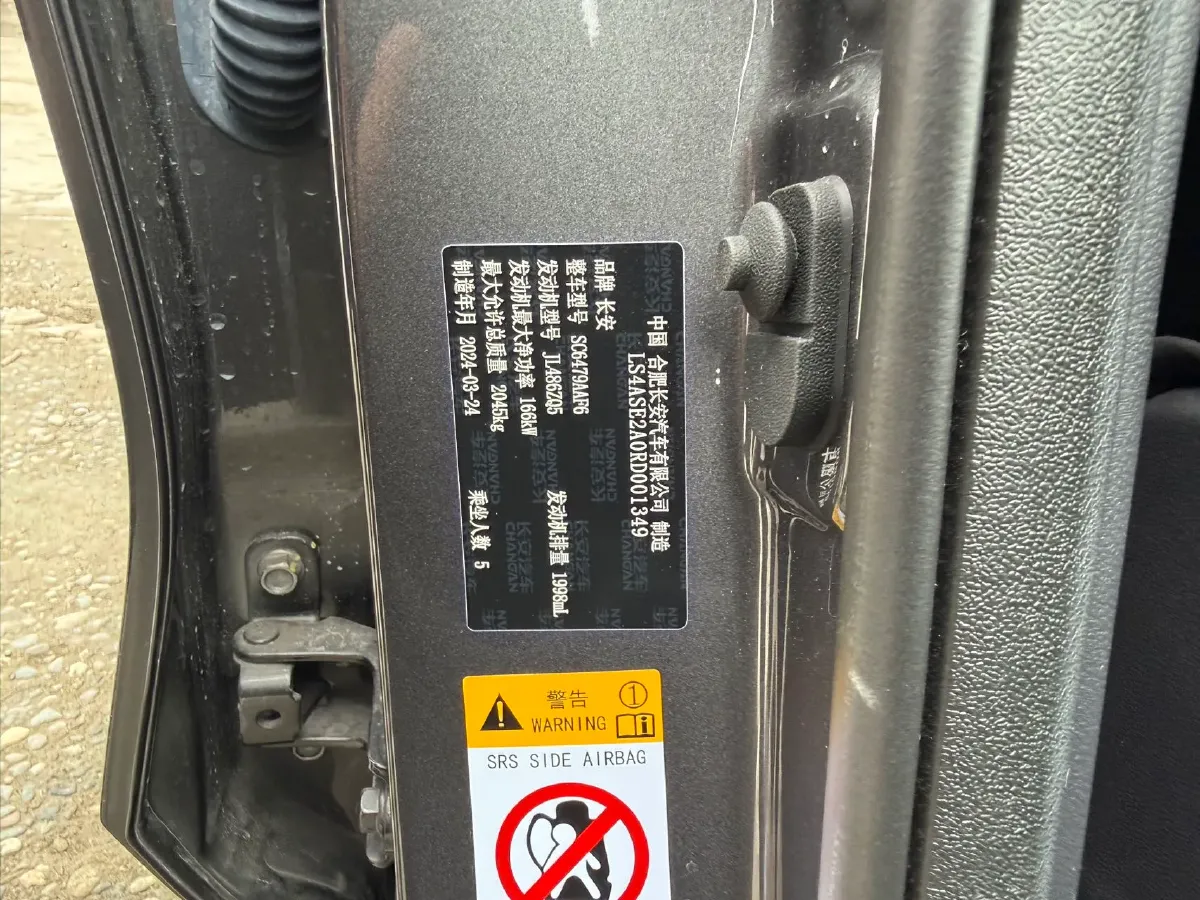 中国 合肥长安汽车有限公司 制造
LS4ASE2A0RD001349
品牌 长安
整车型号 SC6479AAF6
发动机型号 JL486ZQ5 发动机排量 1998mL
发动机最大净功率 166kW
最大允许总质量 2045kg
制造年月 2024-03-24 乘坐人数 5
警告 ①
WARNING
SRS SIDE AIRBAG